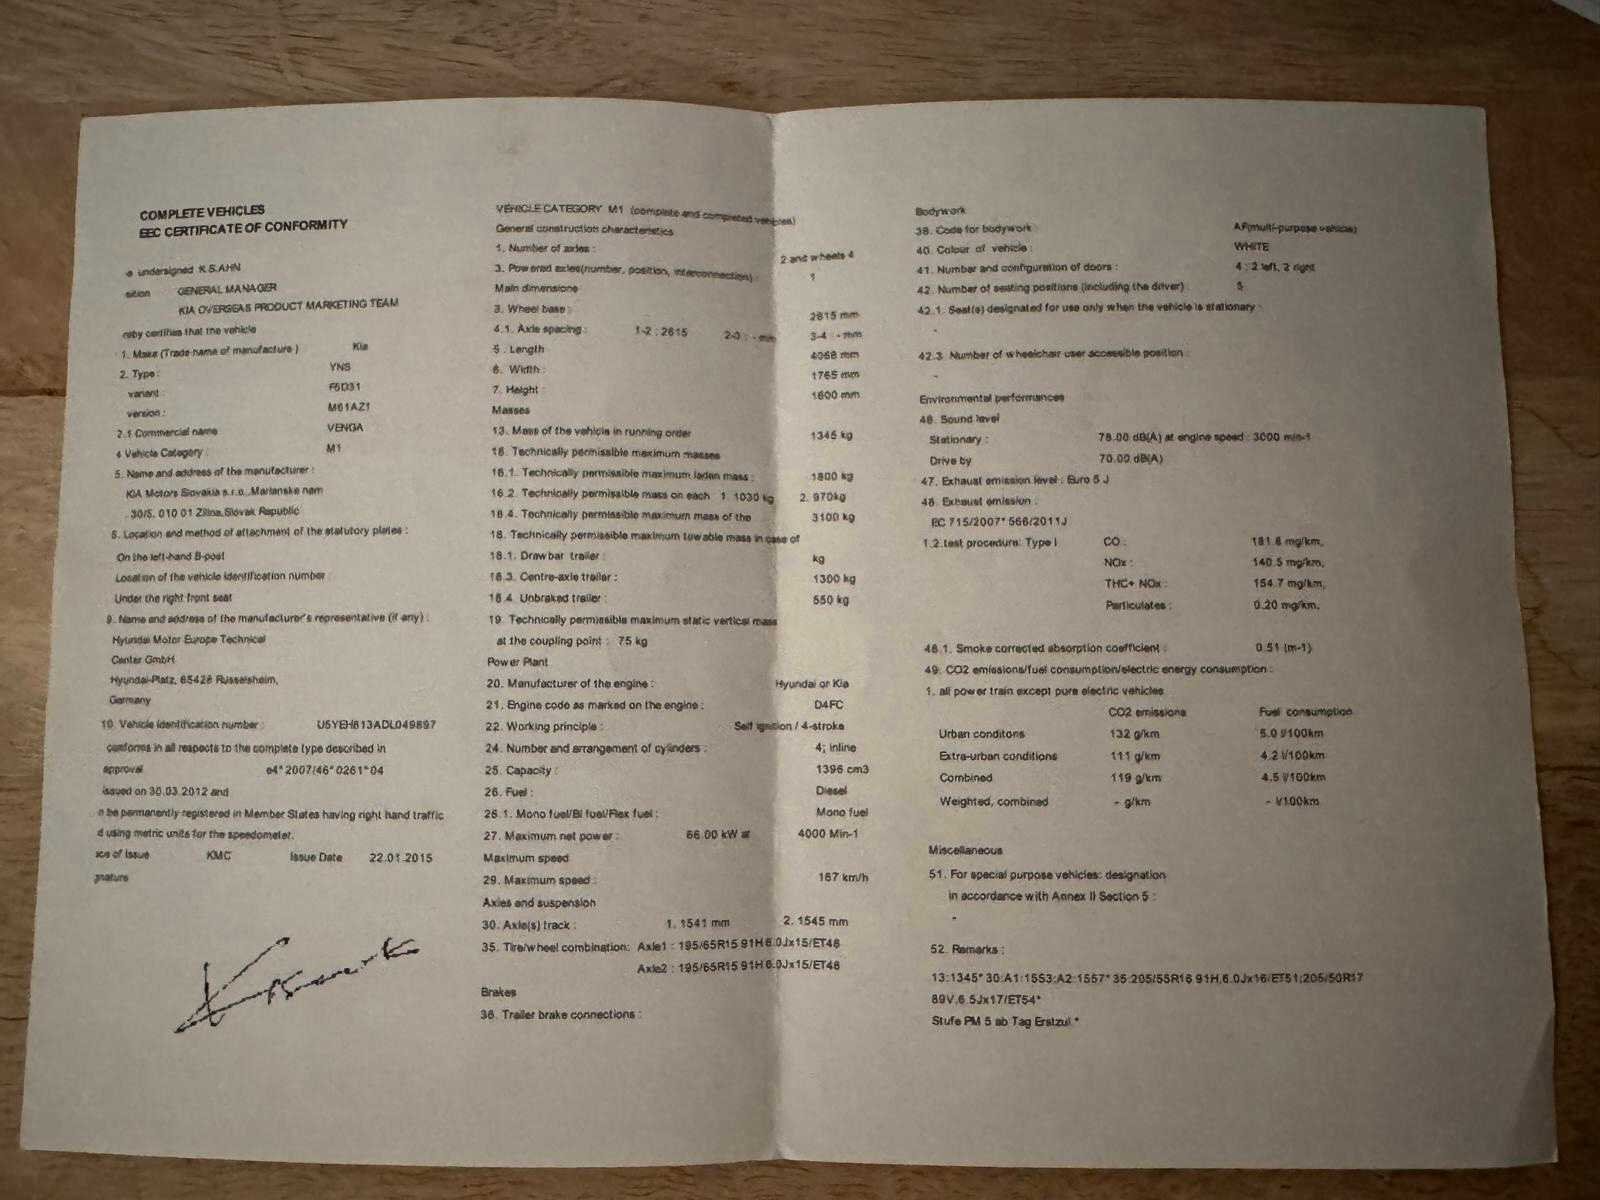 COMPLETE VEHICLES
EEC CERTIFICATE OF CONFORMITY
e undersigned K.S.AHN
sition GENERAL MANAGER
KIA OVERSEAS PRODUCT MARKETING TEAM
reby certifies that the vehicle
1. Make (Trade name of manufacture) Kia
2. Type : YNS
variant : F5D31
version : M61AZ1
2.1 Commercial name VENGA
4 Vehicle Category : M1
5. Name and address of the manufacturer :
KIA Motors Slovakia s.r.o.,Marianske nam
. 30/5, 010 01 Zilina,Slovak Republic
6. Location and method of attachment of the statutory plates :
On the left-hand B-post
Location of the vehicle identification number :
Under the right front seat
9. Name and address of the manufacturer's representative (if any) :
Hyundai Motor Europe Technical
Center GmbH
Hyundai-Platz, 65428 Russelsheim,
Germany
10. Vehicle identification number : U5YEH813ADL049897
conforms in all respects to the complete type described in
approval e4*2007/46*0261*04
issued on 30.03.2012 and
n be permanently registered in Member States having right hand traffic
d using metric units for the speedometer.
ce of Issue KMC Issue Date 22.01.2015
gnature
VEHICLE CATEGORY M1 (complete and completed vehicles)
General construction characteristics
1. Number of axles : 2 and wheels 4
3. Powered axles(number, position, interconnection) : 1
Main dimensions
3. Wheel base : 2615 mm
4.1. Axle spacing : 1-2 : 2615 2-3 : - mm 3-4 : - mm
5 . Length 4068 mm
6. Width : 1765 mm
7. Height : 1600 mm
Masses
13. Mass of the vehicle in running order 1345 kg
16. Technically permissible maximum masses
16.1. Technically permissible maximum laden mass : 1800 kg
16.2. Technically permissible mass on each 1. 1030 kg 2. 970kg
16.4. Technically permissible maximum mass of the 3100 kg
18. Technically permissible maximum towable mass in case of
18.1. Drawbar trailer : kg
18.3. Centre-axle trailer : 1300 kg
18.4. Unbraked trailer : 550 kg
19. Technically permissible maximum static vertical mass
at the coupling point : 75 kg
Power Plant
20. Manufacturer of the engine : Hyundai or Kia
21. Engine code as marked on the engine : D4FC
22. Working principle : Self ignition / 4-stroke
24. Number and arrangement of cylinders : 4; inline
25. Capacity : 1396 cm3
26. Fuel : Diesel
26.1. Mono fuel/Bi fuel/Flex fuel : Mono fuel
27. Maximum net power : 66.00 kW at 4000 Min-1
Maximum speed
29. Maximum speed : 167 km/h
Axles and suspension
30. Axle(s) track : 1. 1541 mm 2. 1545 mm
35. Tire/wheel combination: Axle1 : 195/65R15 91H 6.0Jx15/ET46
Axle2 : 195/65R15 91H 6.0Jx15/ET46
Brakes
36. Trailer brake connections :
Bodywork
38. Code for bodywork AF(multi-purpose vehicle)
40. Colour of vehicle : WHITE
41. Number and configuration of doors : 4 : 2 left, 2 right
42. Number of seating positions (including the driver) : 5
42.1. Seat(s) designated for use only when the vehicle is stationary :
-
42.3. Number of wheelchair user accessible position :
-
Environmental performances
46. Sound level
Stationary : 78.00 dB(A) at engine speed : 3000 min-1
Drive by 70.00 dB(A)
47. Exhaust emission level : Euro 5 J
48. Exhaust emission :
EC 715/2007*566/2011J
1.2.test procedure: Type I CO : 181.6 mg/km,
NOx : 140.5 mg/km,
THC+ NOx : 154.7 mg/km,
Particulates : 0.20 mg/km,
48.1. Smoke corrected absorption coefficient : 0.51 (m-1)
49. CO2 emissions/fuel consumption/electric energy consumption :
1. all power train except pure electric vehicles
CO2 emissions Fuel consumption
Urban conditons 132 g/km 5.0 l/100km
Extra-urban conditions 111 g/km 4.2 l/100km
Combined 119 g/km 4.5 l/100km
Weighted, combined - g/km - l/100km
Miscellaneous
51. For special purpose vehicles: designation
in accordance with Annex II Section 5 :
-
52. Remarks :
13:1345*30:A1:1553:A2:1557*35:205/55R16 91H,6.0Jx16/ET51;205/50R17
89V,6.5Jx17/ET54*
Stufe PM 5 ab Tag Erstzul.*